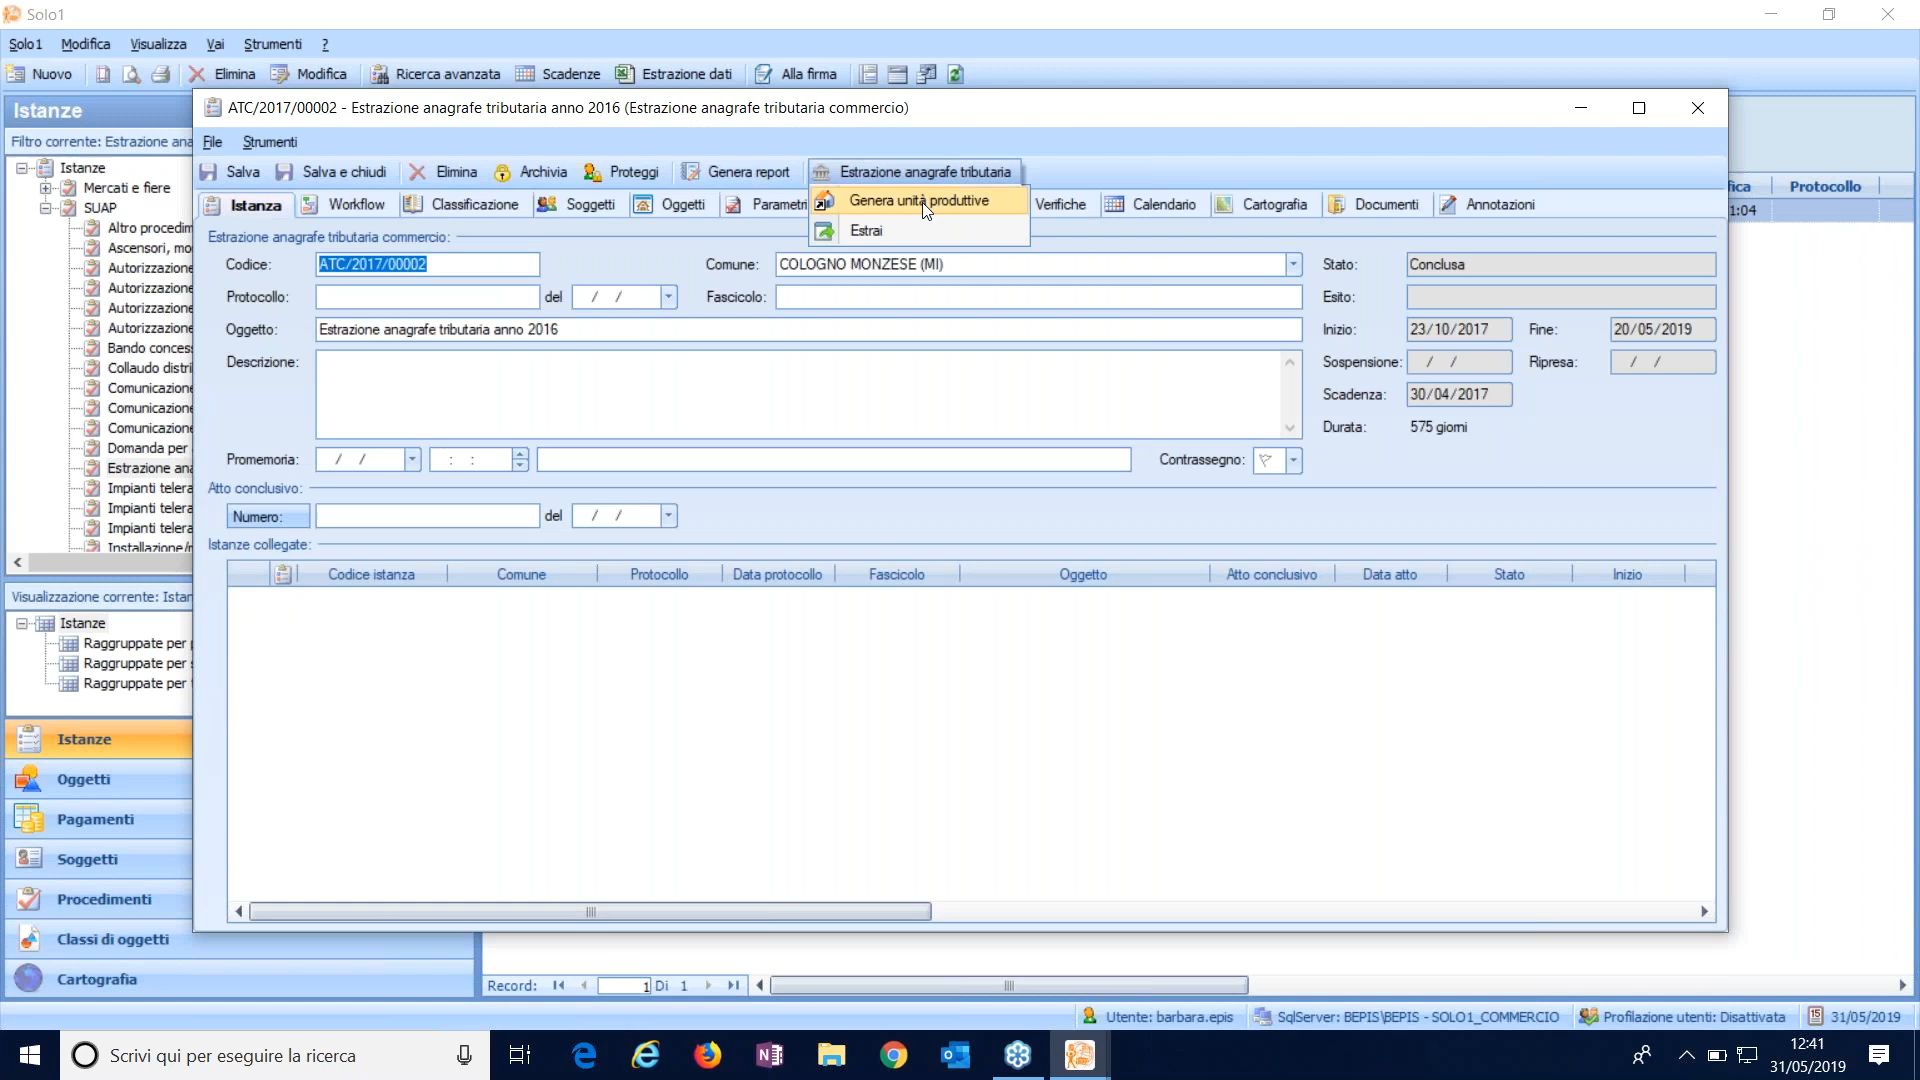 Solo1
Solo1 Modifica Visualizza Vai Strumenti ?
Nuovo Elimina Modifica Ricerca avanzata Scadenze Estrazione dati Alla firma
Istanze
Filtro corrente: Estrazione ana
Istanze
Mercati e fiere
SUAP
Altro procedim
Ascensori, mo
Autorizzazione
Autorizzazione
Autorizzazione
Autorizzazione
Bando conces
Collaudo distri
Comunicazione
Comunicazione
Comunicazione
Domanda per
Estrazione ana
Impianti telera
Impianti telera
Impianti telera
Installazione/r
Visualizzazione corrente: Istan
Istanze
Raggruppate per
Raggruppate per
Raggruppate per
Istanze
Oggetti
Pagamenti
Soggetti
Procedimenti
Classi di oggetti
Cartografia
ATC/2017/00002 - Estrazione anagrafe tributaria anno 2016 (Estrazione anagrafe tributaria commercio)
File Strumenti
Salva Salva e chiudi Elimina Archivia Proteggi Genera report Estrazione anagrafe tributaria
Genera unità produttive
Estrai
Istanza Workflow Classificazione Soggetti Oggetti Parametri Verifiche Calendario Cartografia Documenti Annotazioni
Estrazione anagrafe tributaria commercio:
Codice: ATC/2017/00002 Comune: COLOGNO MONZESE (MI) Stato: Conclusa
Protocollo: del / / Fascicolo: Esito:
Oggetto: Estrazione anagrafe tributaria anno 2016 Inizio: 23/10/2017 Fine: 20/05/2019
Descrizione: Sospensione: / / Ripresa: / /
Scadenza: 30/04/2017
Durata: 575 giorni
Promemoria: / / : : Contrassegno:
Atto conclusivo:
Numero: del / /
Istanze collegate:
Codice istanza Comune Protocollo Data protocollo Fascicolo Oggetto Atto conclusivo Data atto Stato Inizio
fica Protocollo
1:04
Record: 1 Di 1
Utente: barbara.epis SqlServer: BEPIS\BEPIS - SOLO1_COMMERCIO Profilazione utenti: Disattivata 15 31/05/2019
Scrivi qui per eseguire la ricerca
12:41
31/05/2019